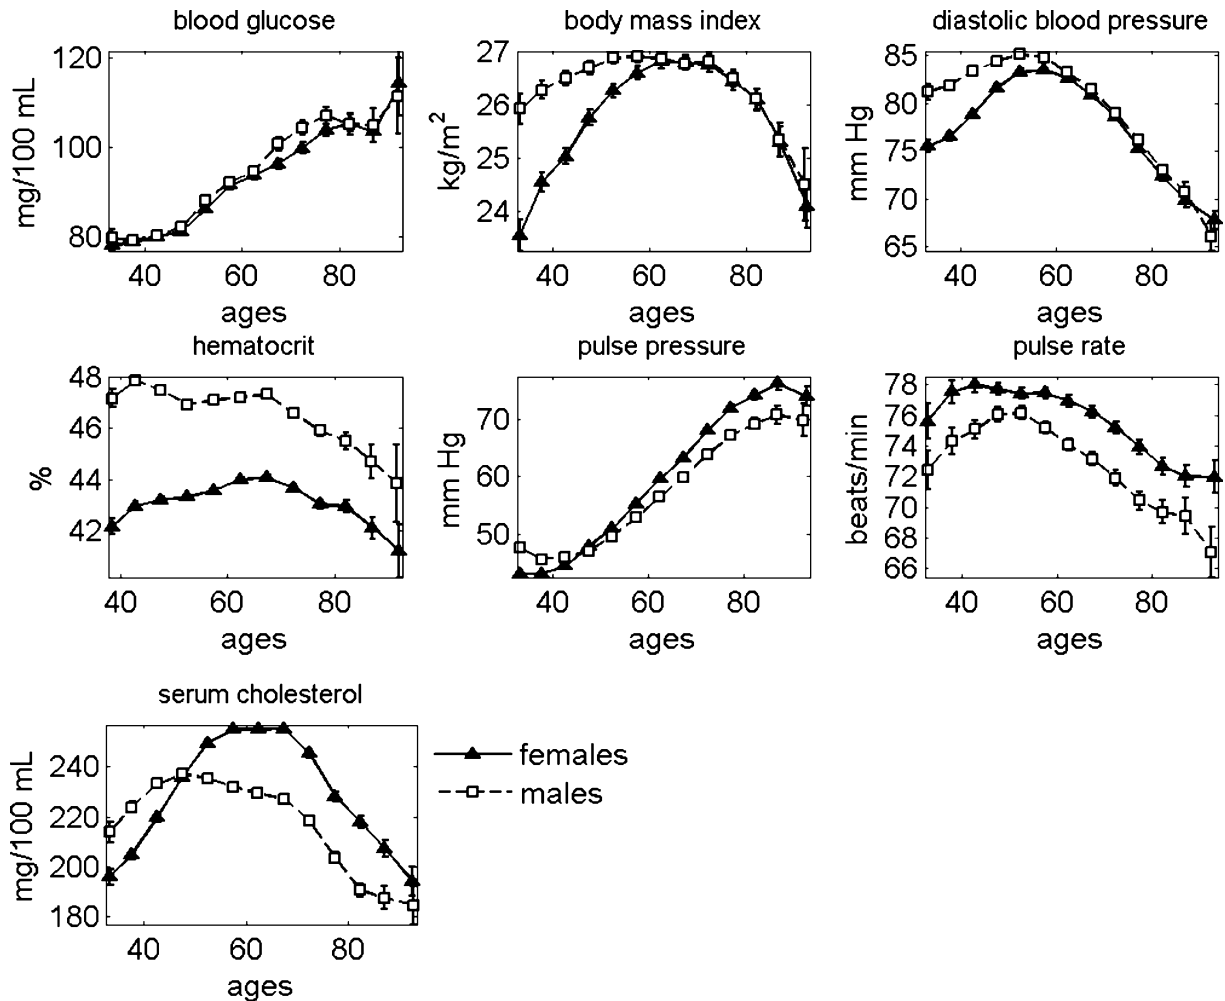 blood glucose
body mass index
diastolic blood pressure
mg/100 mL
120
100
80
40 60 80
ages
kg/m²
27
26
25
24
40 60 80
ages
mm Hg
85
80
75
70
65
40 60 80
ages
hematocrit
pulse pressure
pulse rate
%
48
46
44
42
40 60 80
ages
mm Hg
70
60
50
40 60 80
ages
beats/min
78
76
74
72
70
68
66
40 60 80
ages
serum cholesterol
mg/100 mL
240
220
200
180
40 60 80
ages
females
males